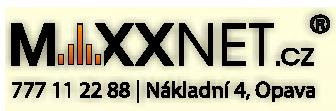 MAXXNET.cz®
777 11 22 88 | Nákladní 4, Opava